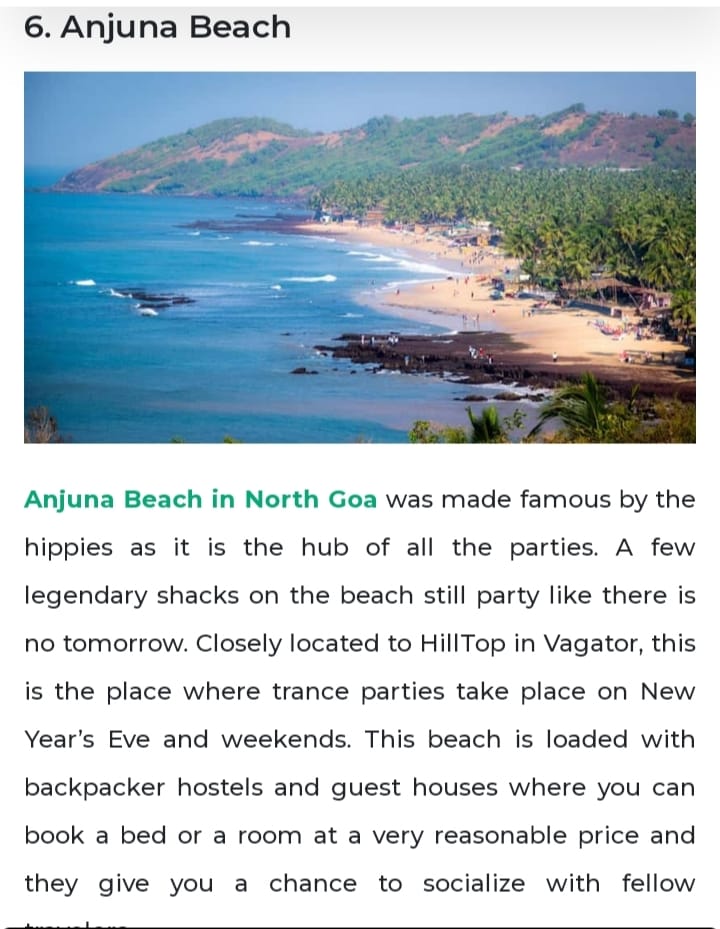 6. Anjuna Beach
Anjuna Beach in North Goa was made famous by the
hippies as it is the hub of all the parties. A few
legendary shacks on the beach still party like there is
no tomorrow. Closely located to HillTop in Vagator, this
is the place where trance parties take place on New
Year's Eve and weekends. This beach is loaded with
backpacker hostels and guest houses where you can
book a bed or a room at a very reasonable price and
they give you a chance to socialize with fellow